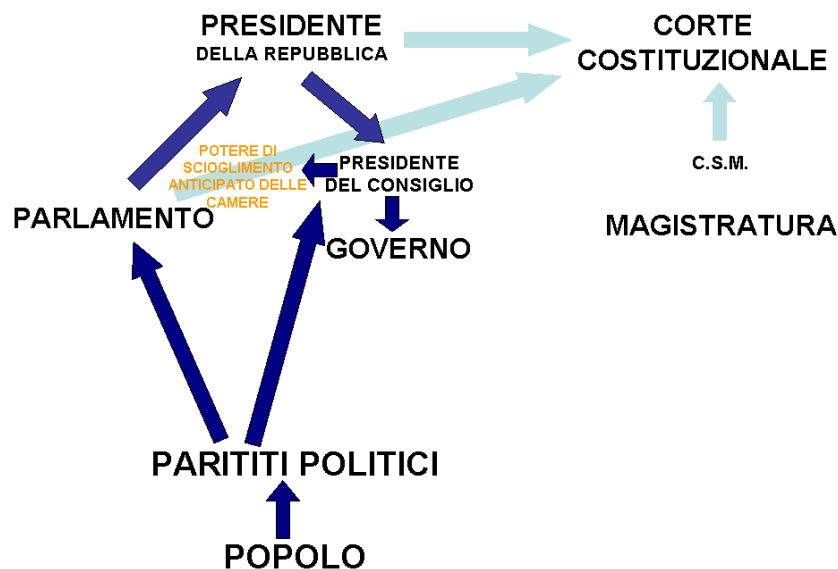 PRESIDENTE
DELLA REPUBBLICA
CORTE
COSTITUZIONALE
POTERE DI
SCIOGLIMENTO
ANTICIPATO DELLE
CAMERE
PRESIDENTE
DEL CONSIGLIO
C.S.M.
PARLAMENTO
MAGISTRATURA
GOVERNO
PARITITI POLITICI
POPOLO